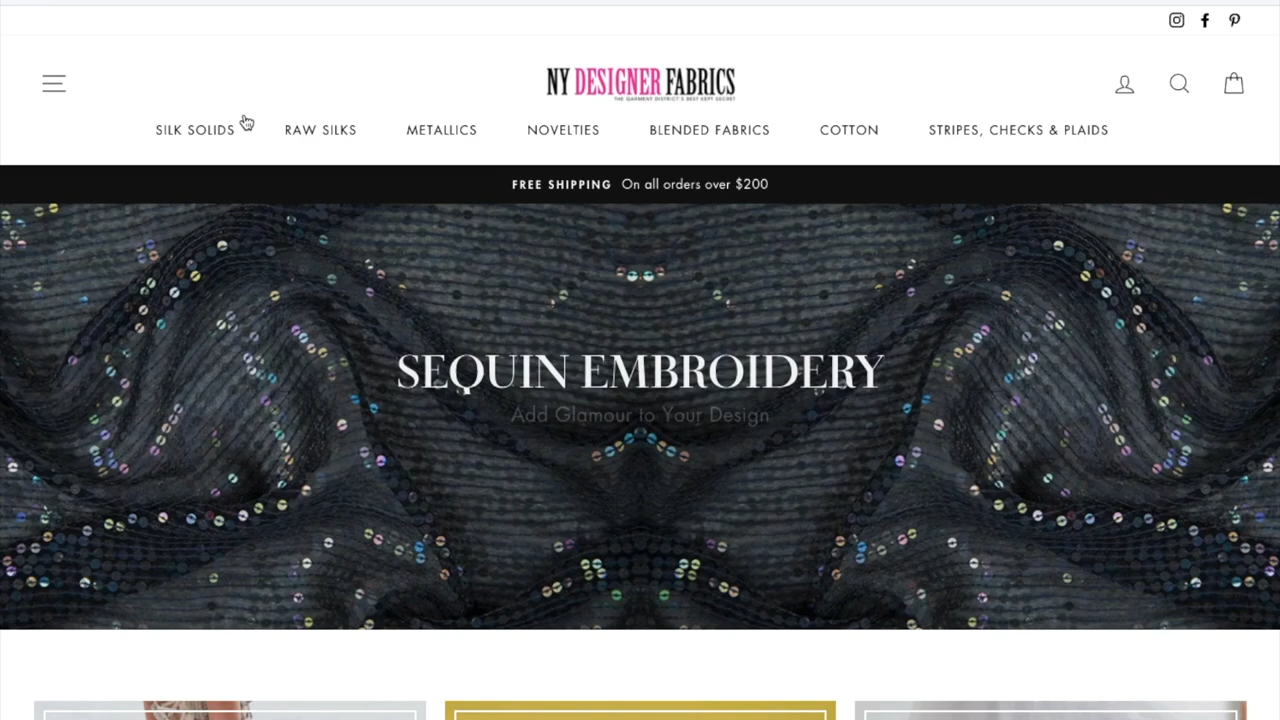 NY DESIGNER FABRICS
THE GARMENT DISTRICT'S BEST KEPT SECRET
SILK SOLIDS RAW SILKS METALLICS NOVELTIES BLENDED FABRICS COTTON STRIPES, CHECKS & PLAIDS
FREE SHIPPING On all orders over $200
SEQUIN EMBROIDERY
Add Glamour to Your Design